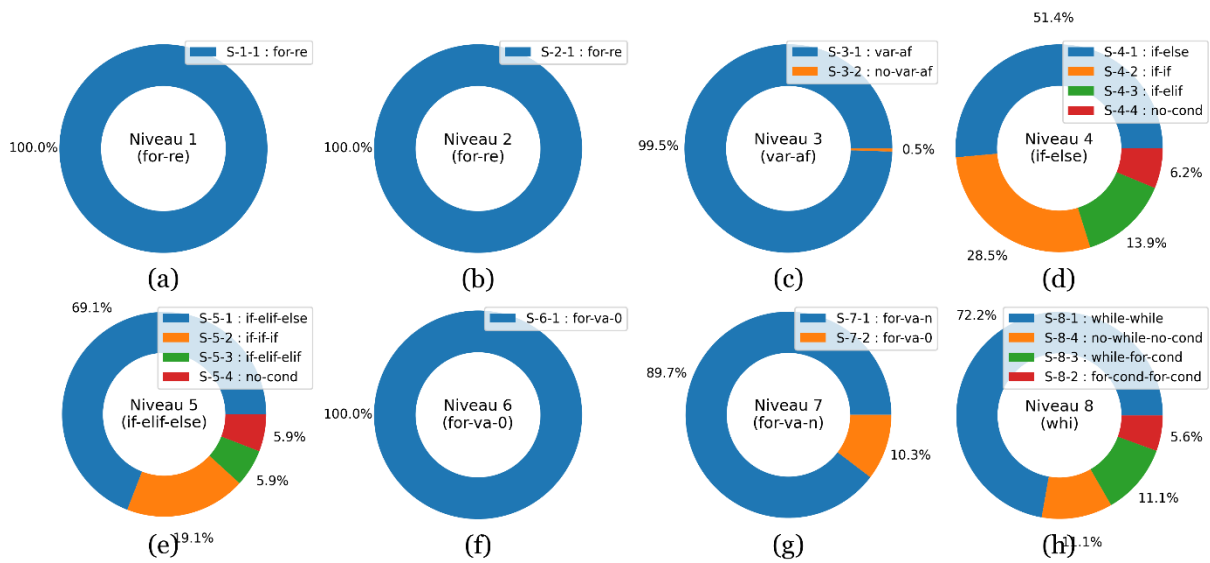 S-1-1 : for-re
100.0%
Niveau 1
(for-re)
(a)
S-2-1 : for-re
100.0%
Niveau 2
(for-re)
(b)
S-3-1 : var-af
S-3-2 : no-var-af
99.5%
Niveau 3
(var-af)
0.5%
(c)
51.4%
S-4-1 : if-else
S-4-2 : if-if
S-4-3 : if-elif
S-4-4 : no-cond
Niveau 4
(if-else)
6.2%
13.9%
28.5%
(d)
69.1%
S-5-1 : if-elif-else
S-5-2 : if-if-if
S-5-3 : if-elif-elif
S-5-4 : no-cond
Niveau 5
(if-elif-else)
5.9%
5.9%
19.1%
(e)
S-6-1 : for-va-0
100.0%
Niveau 6
(for-va-0)
(f)
S-7-1 : for-va-n
S-7-2 : for-va-0
89.7%
Niveau 7
(for-va-n)
10.3%
(g)
72.2%
S-8-1 : while-while
S-8-4 : no-while-no-cond
S-8-3 : while-for-cond
S-8-2 : for-cond-for-cond
Niveau 8
(whi)
5.6%
11.1%
11.1%
(h)